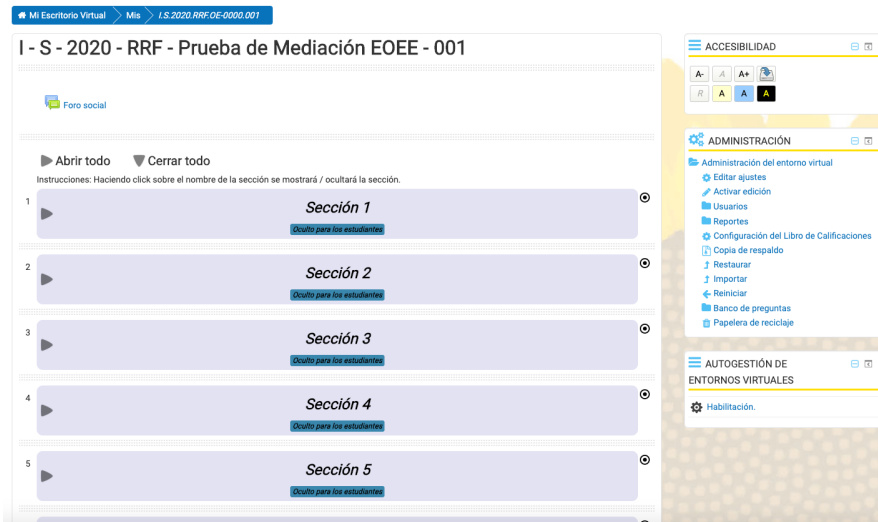 Mi Escritorio Virtual
Mis
I.S.2020.RRF.OE-0000.001
I - S - 2020 - RRF - Prueba de Mediación EOEE - 001
Foro social
Abrir todo
Cerrar todo
Instrucciones: Haciendo click sobre el nombre de la sección se mostrará / ocultará la sección.
1
Sección 1
Oculto para los estudiantes
2
Sección 2
Oculto para los estudiantes
3
Sección 3
Oculto para los estudiantes
4
Sección 4
Oculto para los estudiantes
5
Sección 5
Oculto para los estudiantes
ACCESIBILIDAD
A- A A+
R A A A
ADMINISTRACIÓN
Administración del entorno virtual
Editar ajustes
Activar edición
Usuarios
Reportes
Configuración del Libro de Calificaciones
Copia de respaldo
Restaurar
Importar
Reiniciar
Banco de preguntas
Papelera de reciclaje
AUTOGESTIÓN DE
ENTORNOS VIRTUALES
Habilitación.